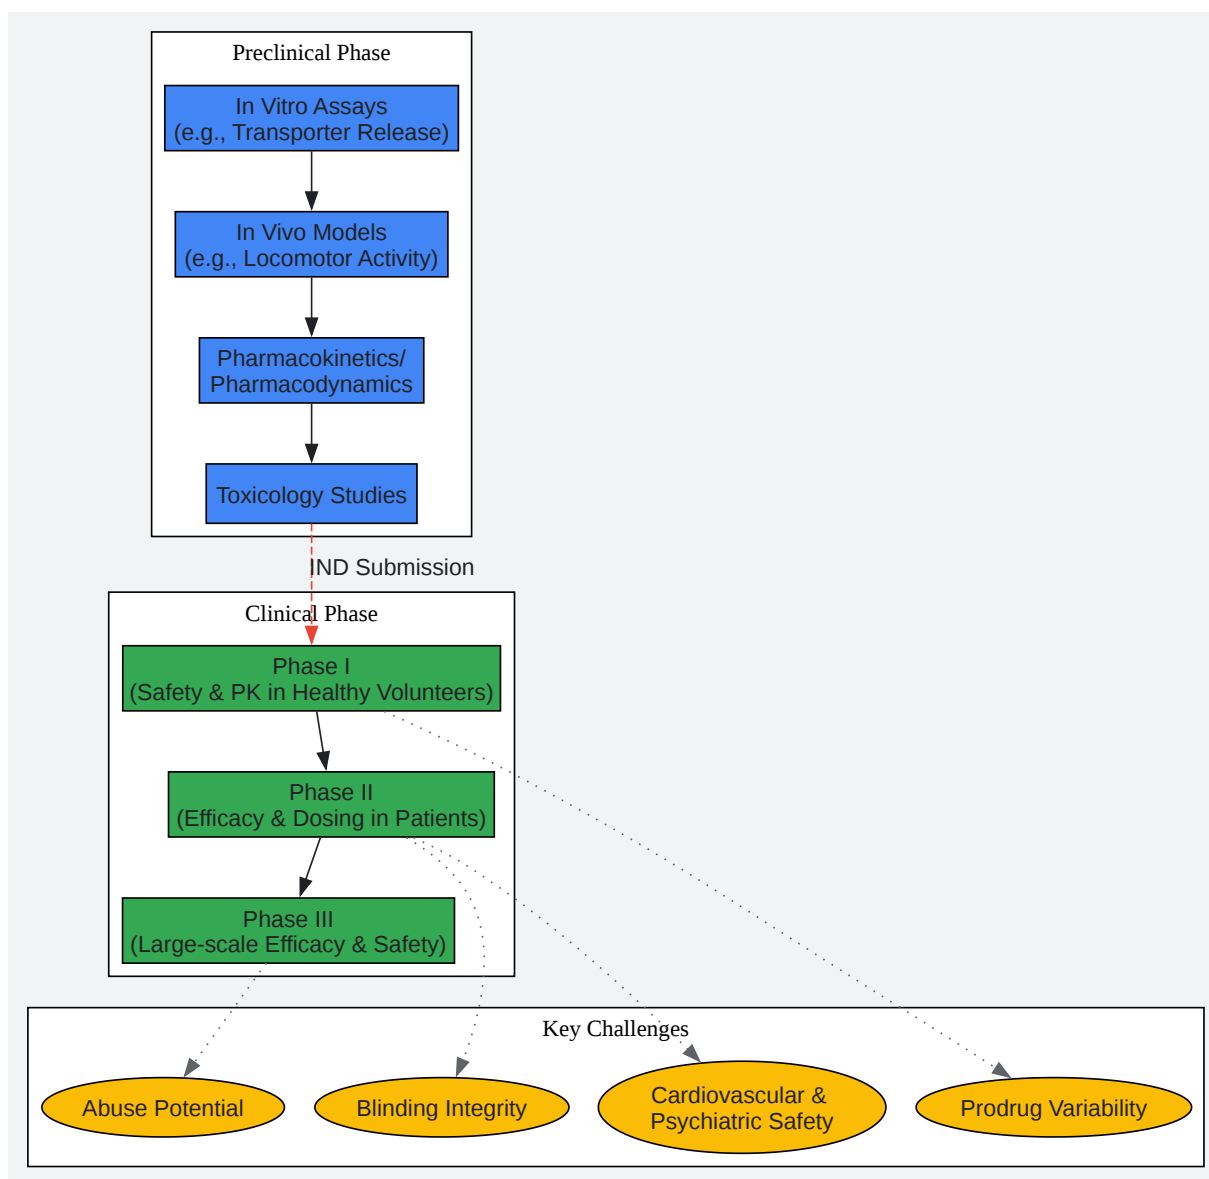 Preclinical Phase
In Vitro Assays
(e.g., Transporter Release)
In Vivo Models
(e.g., Locomotor Activity)
Pharmacokinetics/
Pharmacodynamics
Toxicology Studies
IND Submission
Clinical Phase
Phase I
(Safety & PK in Healthy Volunteers)
Phase II
(Efficacy & Dosing in Patients)
Phase III
(Large-scale Efficacy & Safety)
Key Challenges
Abuse Potential
Blinding Integrity
Cardiovascular &
Psychiatric Safety
Prodrug Variability